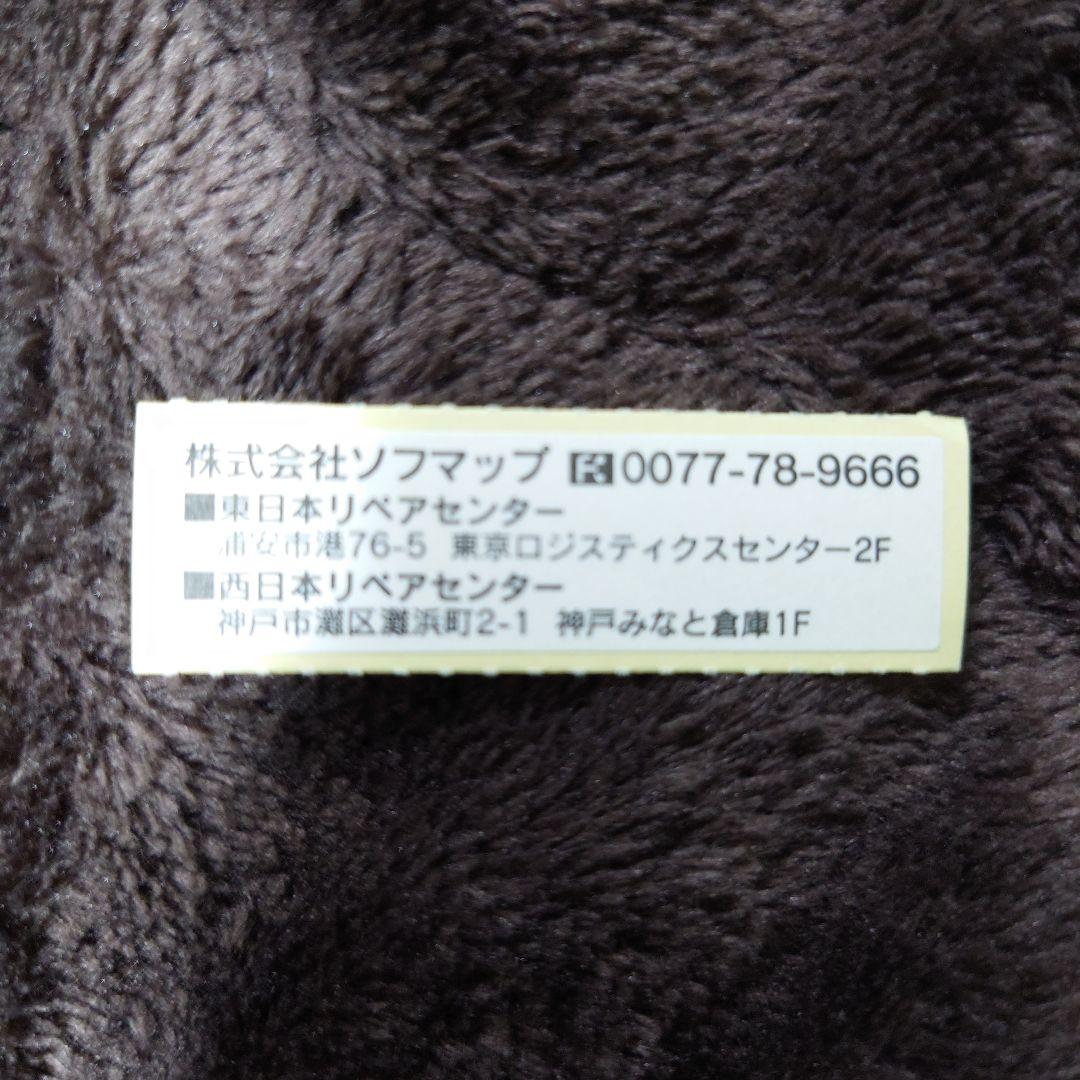 株式会社ソフマップ 0077-78-9666
■東日本リペアセンター
浦安市港76-5 東京ロジスティクスセンター2F
■西日本リペアセンター
神戸市灘区灘浜町2-1 神戸みなと倉庫1F